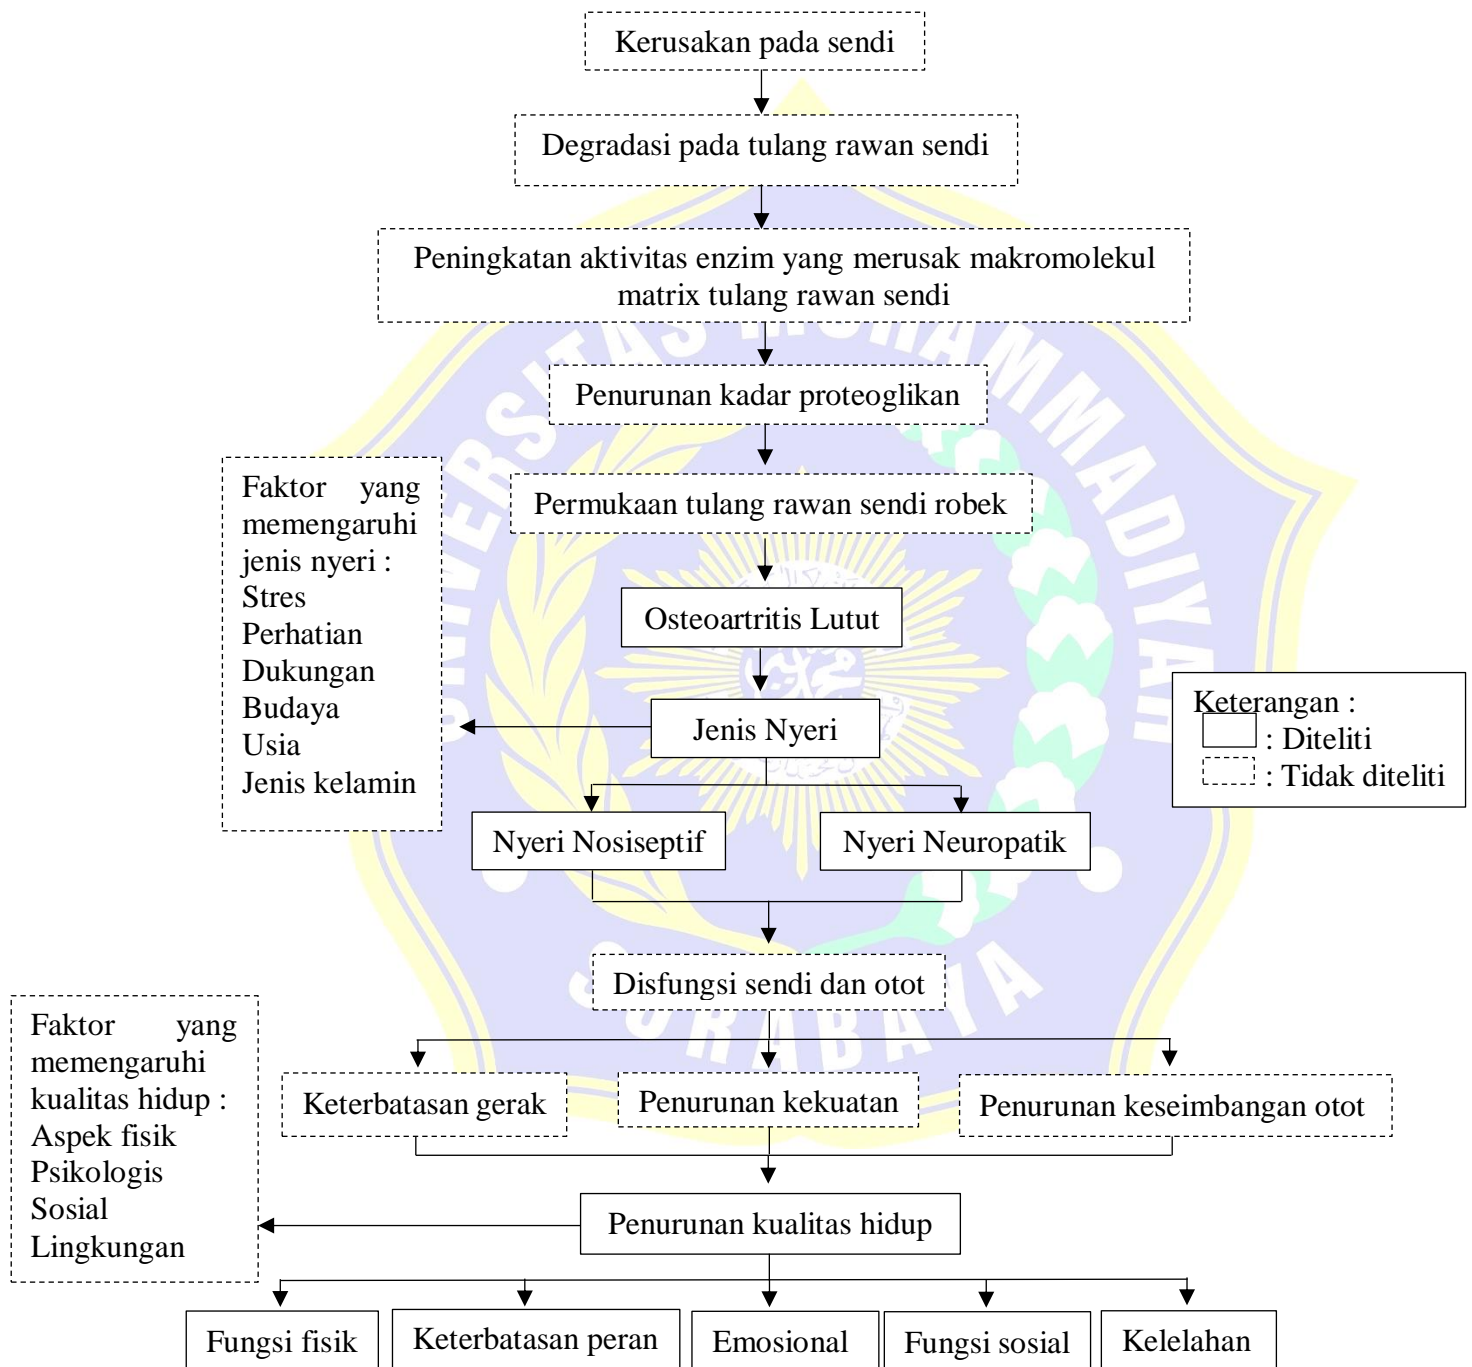 Kerusakan pada sendi
Degradasi pada tulang rawan sendi
Peningkatan aktivitas enzim yang merusak makromolekul
matrix tulang rawan sendi
Penurunan kadar proteoglikan
Permukaan tulang rawan sendi robek
Faktor yang
memengaruhi
jenis nyeri :
Stres
Perhatian
Dukungan
Budaya
Usia
Jenis kelamin
Osteoartritis Lutut
Jenis Nyeri
Keterangan :
: Diteliti
: Tidak diteliti
Nyeri Nosiseptif
Nyeri Neuropatik
Disfungsi sendi dan otot
Keterbatasan gerak
Penurunan kekuatan
Penurunan keseimbangan otot
Faktor yang
memengaruhi
kualitas hidup :
Aspek fisik
Psikologis
Sosial
Lingkungan
Penurunan kualitas hidup
Fungsi fisik
Keterbatasan peran
Emosional
Fungsi sosial
Kelelahan
UNIVERSITAS MUHAMMADIYAH
SURABAYA